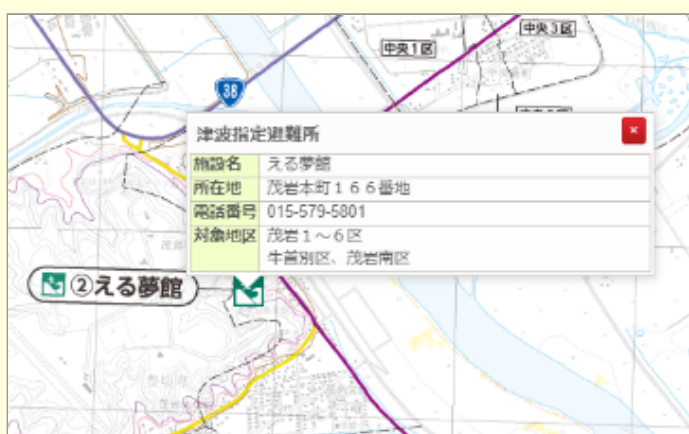 中央3区
中央1区
38
津波指定避難所
施設名 える夢館
所在地 茂岩本町166番地
電話番号 015-579-5801
対象地区 茂岩1～6区
牛首別区、茂岩南区
②える夢館